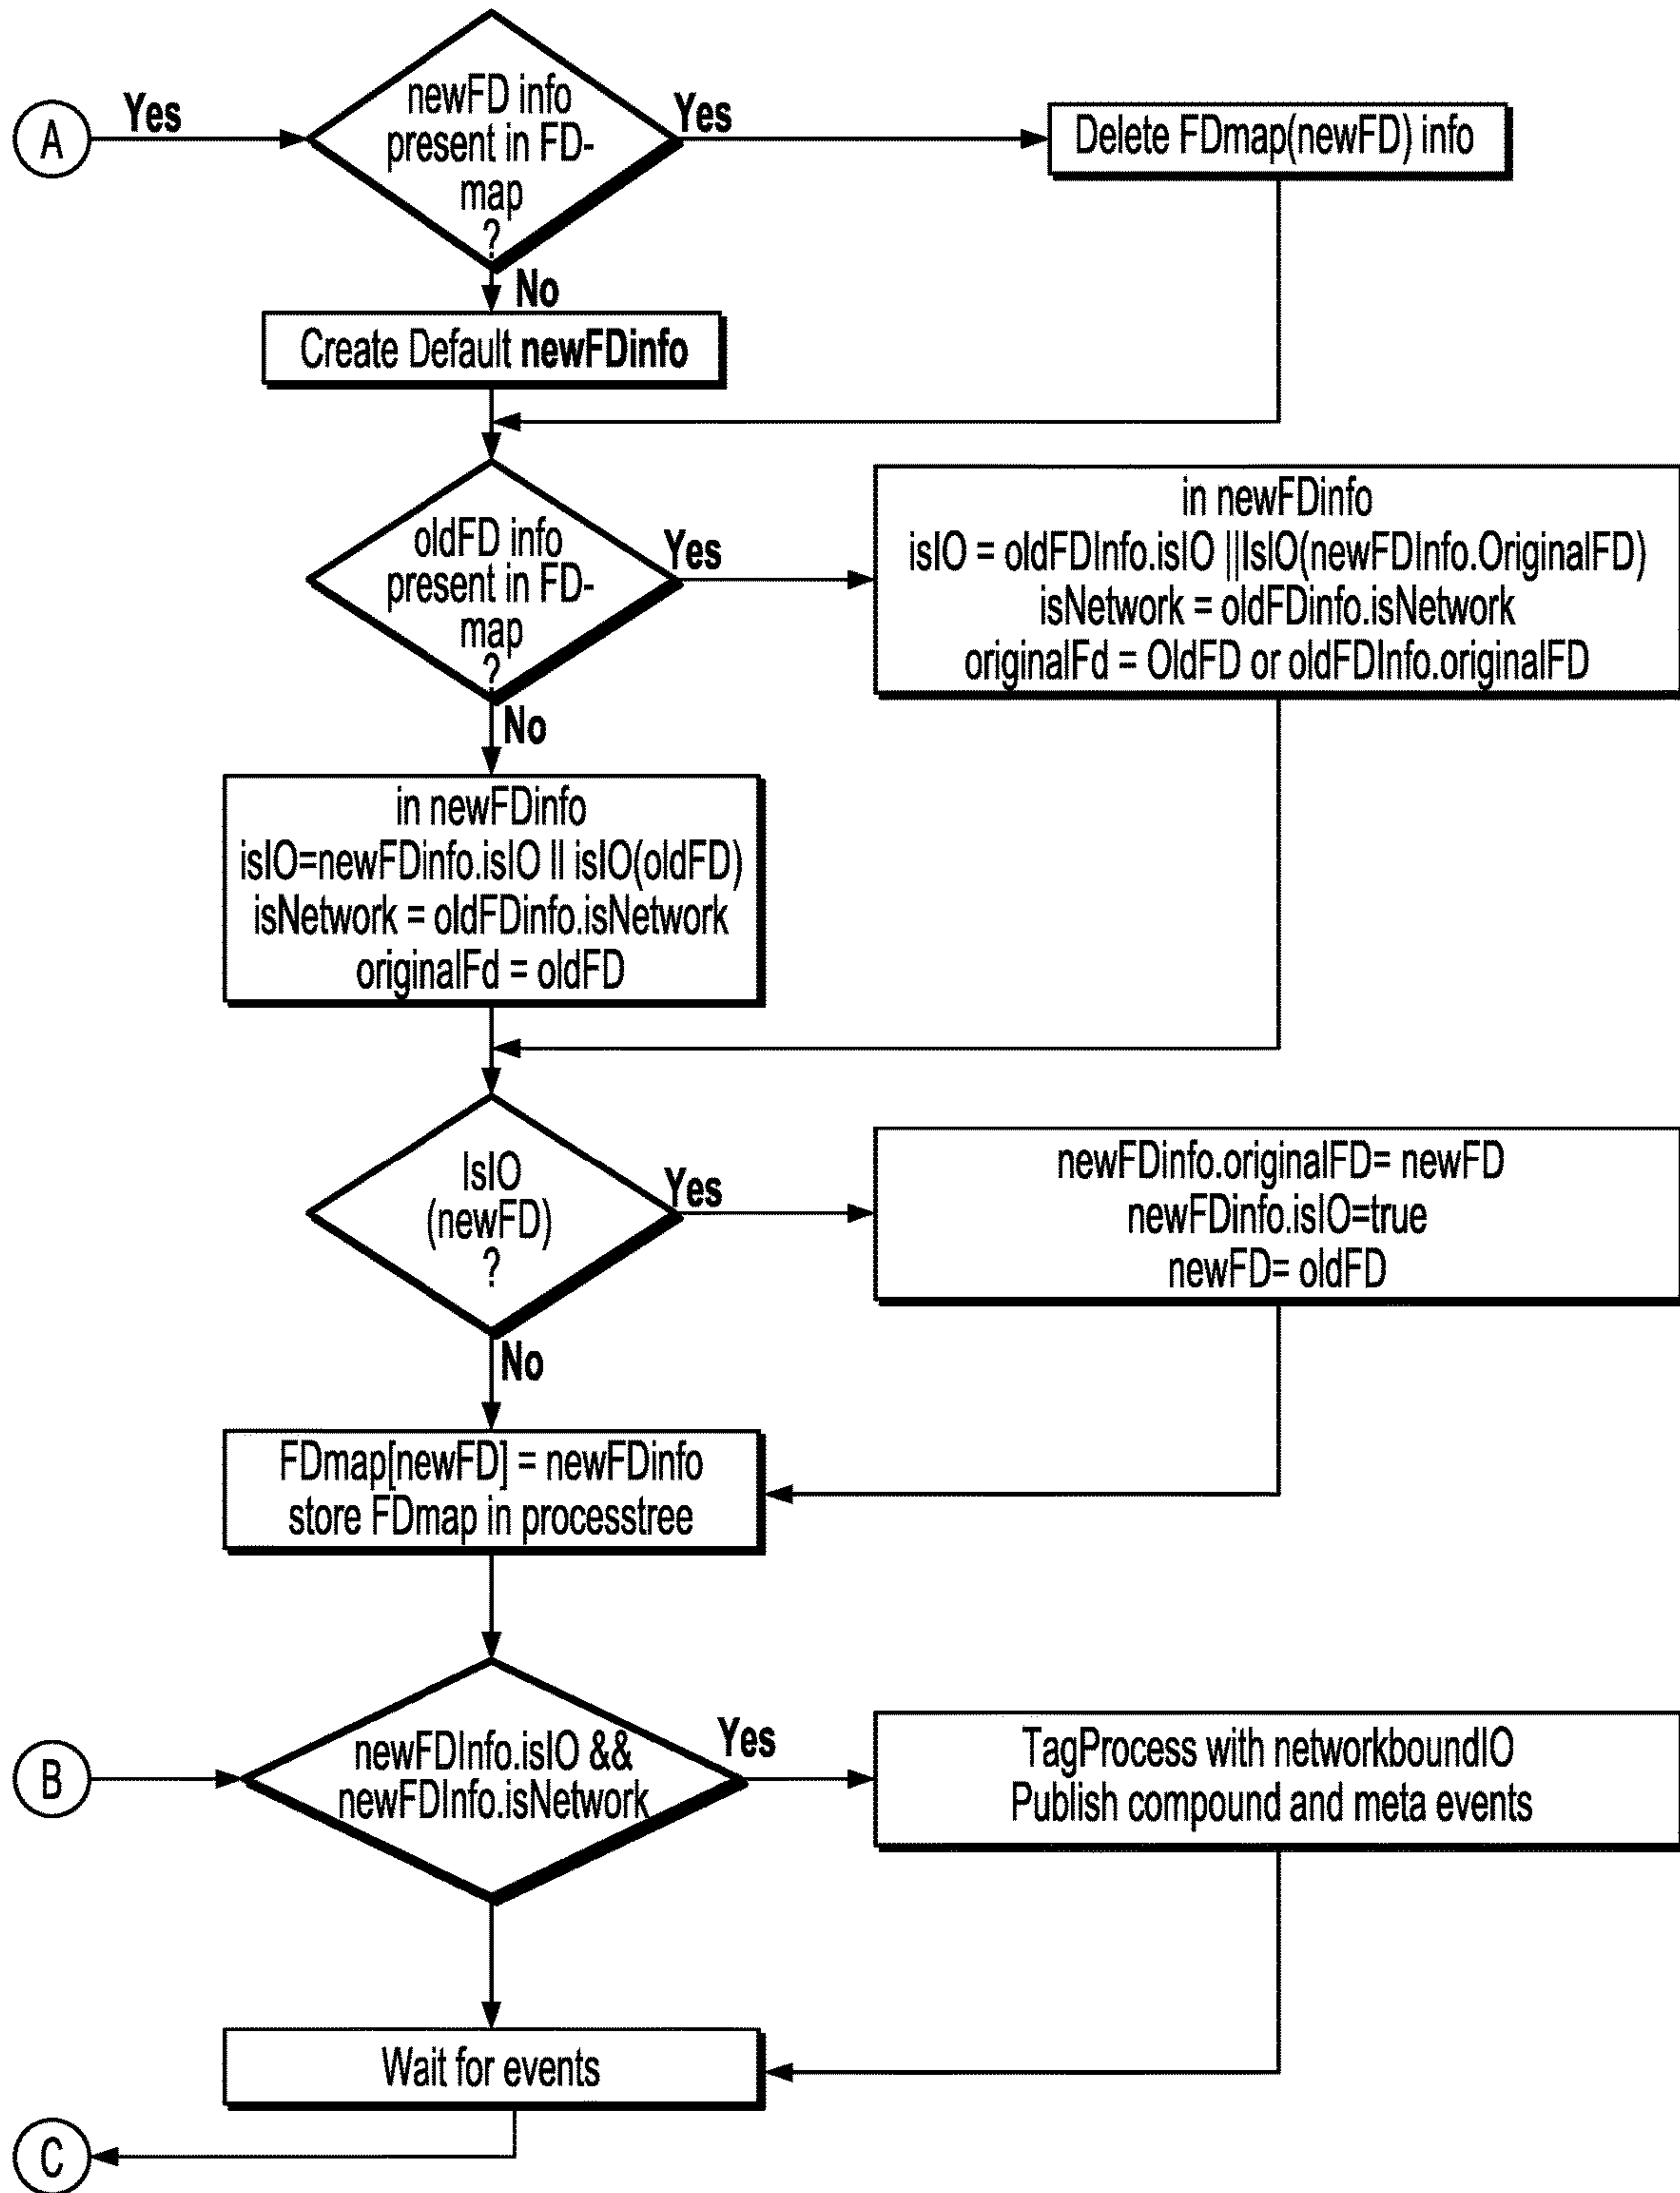 A
Yes
newFD info
present in FD-
map
?
Yes
Delete FDmap(newFD) info
No
Create Default newFDinfo
oldFD info
present in FD-
map
?
Yes
in newFDinfo
isIO = oldFDInfo.isIO ||IsIO(newFDInfo.OriginalFD)
isNetwork = oldFDinfo.isNetwork
originalFd = OldFD or oldFDInfo.originalFD
No
in newFDinfo
isIO=newFDinfo.isIO || isIO(oldFD)
isNetwork = oldFDinfo.isNetwork
originalFd = oldFD
IsIO
(newFD)
?
Yes
newFDinfo.originalFD= newFD
newFDinfo.isIO=true
newFD= oldFD
No
FDmap[newFD] = newFDinfo
store FDmap in processtree
B
newFDInfo.isIO &&
newFDInfo.isNetwork
Yes
TagProcess with networkboundIO
Publish compound and meta events
Wait for events
C